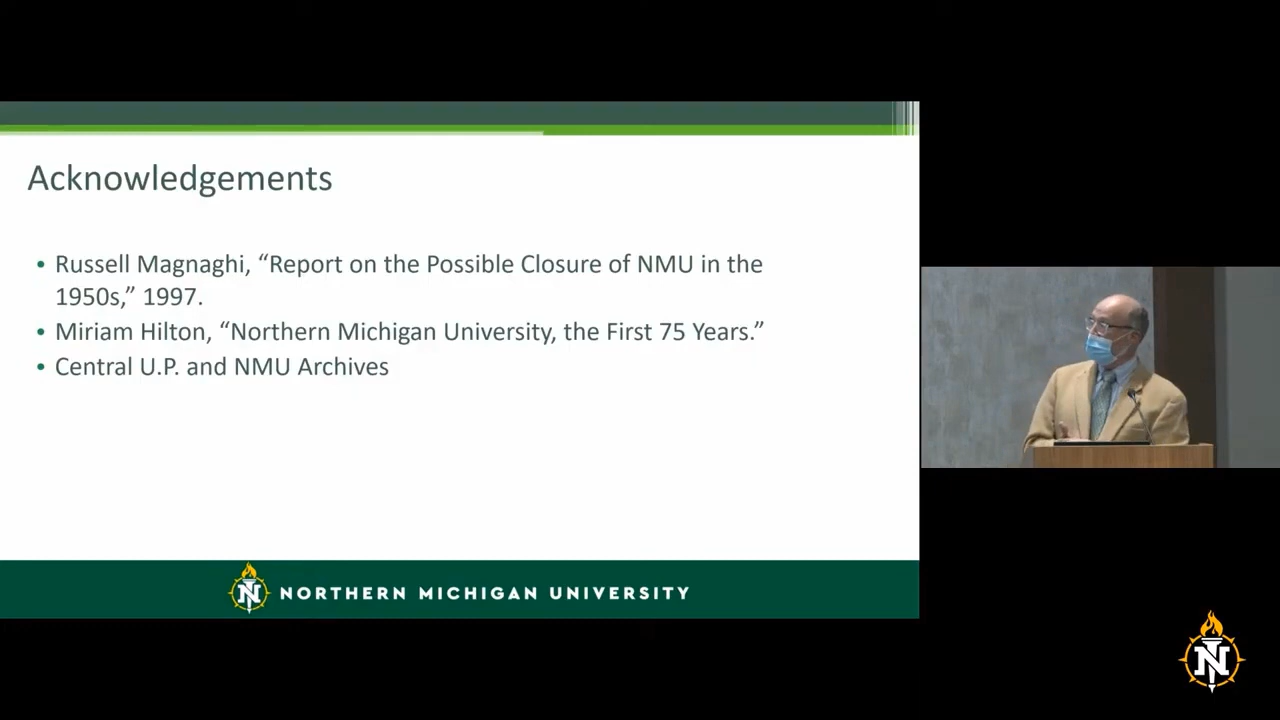 Acknowledgements
• Russell Magnaghi, “Report on the Possible Closure of NMU in the
1950s,” 1997.
• Miriam Hilton, “Northern Michigan University, the First 75 Years.”
• Central U.P. and NMU Archives
N NORTHERN MICHIGAN UNIVERSITY
N